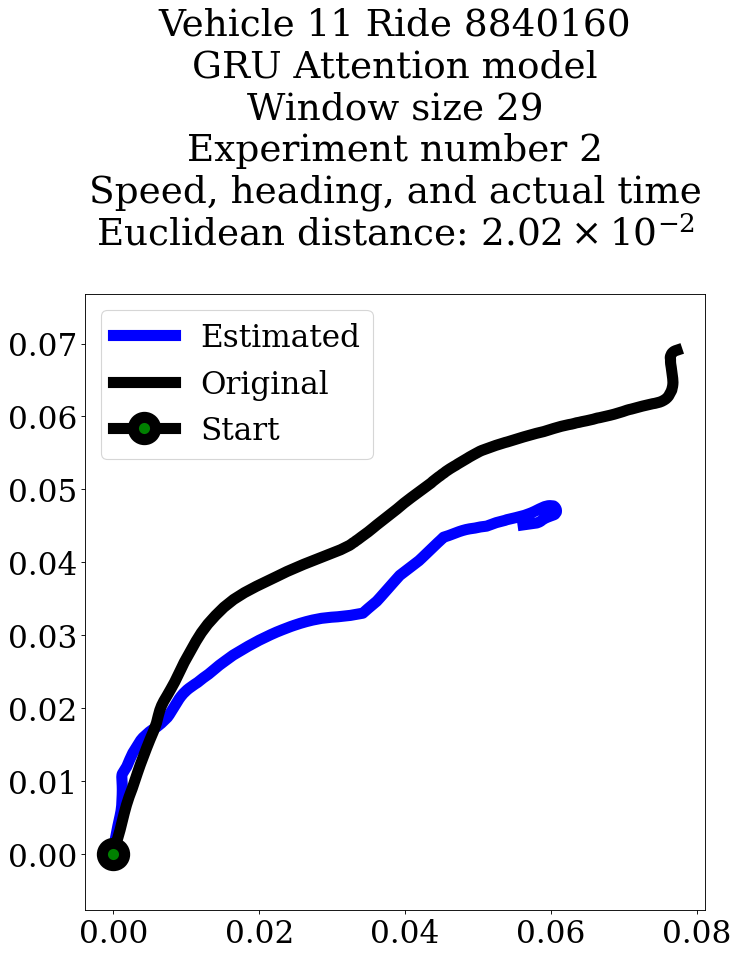 Vehicle 11 Ride 8840160
GRU Attention model
Window size 29
Experiment number 2
Speed, heading, and actual time
Euclidean distance: 2.02 × 10⁻²
Estimated
Original
Start
0.07
0.06
0.05
0.04
0.03
0.02
0.01
0.00
0.00 0.02 0.04 0.06 0.08